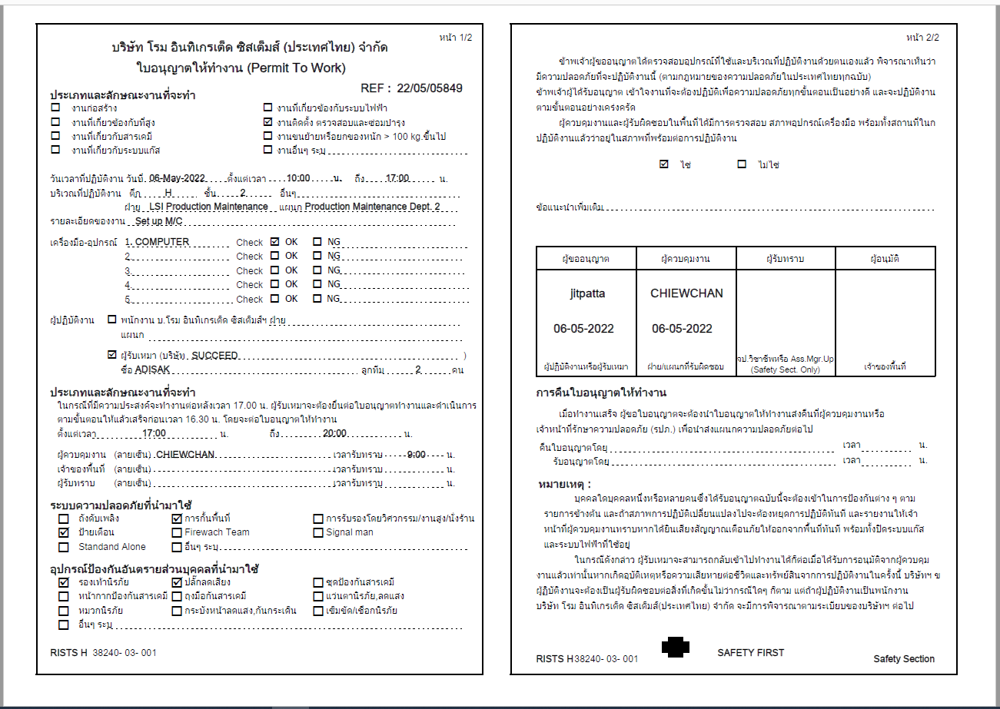 หน้า 1/2
บริษัท โรม อินทิเกรเต็ด ซิสเต็มส์ (ประเทศไทย) จำกัด
ใบอนุญาตให้ทำงาน (Permit To Work)
REF : 22/05/05849
ประเภทและลักษณะงานที่จะทำ
งานก่อสร้าง งานที่เกี่ยวข้องกับระบบไฟฟ้า
งานที่เกี่ยวข้องกับที่สูง งานติดตั้ง ตรวจสอบและซ่อมบำรุง
งานที่เกี่ยวกับสารเคมี งานขนย้ายหรือยกของหนัก > 100 kg.ขึ้นไป
งานที่เกี่ยวกับระบบแก๊ส งานอื่นๆ ระบุ
วันเวลาที่ปฏิบัติงาน วันที่ 06-May-2022 ตั้งแต่เวลา 10:00 น. ถึง 17:00 น.
บริเวณที่ปฏิบัติงาน ตึก H ชั้น 2 อื่นๆ
ฝ่าย LSI Production Maintenance แผนก Production Maintenance Dept. 2
รายละเอียดของงาน Set up M/C
เครื่องมือ-อุปกรณ์ 1. COMPUTER Check OK NG
2. Check OK NG
3. Check OK NG
4. Check OK NG
5. Check OK NG
ผู้ปฏิบัติงาน พนักงาน บ.โรม อินทิเกรเต็ด ซิสเต็มส์ฯ ฝ่าย
แผนก
ผู้รับเหมา (บริษัท SUCCEED )
ชื่อ ADISAK ลูกทีม 2 คน
ประเภทและลักษณะงานที่จะทำ
ในกรณีที่มีความประสงค์จะทำงานต่อหลังเวลา 17.00 น. ผู้รับเหมาจะต้องยื่นต่อใบอนุญาตทำงานและดำเนินการ
ตามขั้นตอนให้แล้วเสร็จก่อนเวลา 16.30 น. โดยจะต่อใบอนุญาตให้ทำงาน
ตั้งแต่เวลา 17:00 น. ถึง 20:00 น.
ผู้ควบคุมงาน (ลายเซ็น) CHIEWCHAN เวลารับทราบ 9:00 น.
เจ้าของพื้นที่ (ลายเซ็น) เวลารับทราบ น.
ผู้รับทราบ (ลายเซ็น) เวลารับทราบ น.
ระบบความปลอดภัยที่นำมาใช้
ถังดับเพลิง การกั้นพื้นที่ การรับรองโดยวิศวกรรม/งานสูง/นั่งร้าน
ป้ายเตือน Firewach Team Signal man
Standand Alone อื่นๆ ระบุ
อุปกรณ์ป้องกันอันตรายส่วนบุคคลที่นำมาใช้
รองเท้านิรภัย ปลั๊กลดเสียง ชุดป้องกันสารเคมี
หน้ากากป้องกันสารเคมี ถุงมือกันสารเคมี แว่นตานิรภัย,ลดแสง
หมวกนิรภัย กระบังหน้าลดแสง,กันกระเด็น เข็มขัด/เชือกนิรภัย
อื่นๆ ระบุ
RISTS H 38240- 03- 001
หน้า 2/2
ข้าพเจ้าผู้ขออนุญาตได้ตรวจสอบอุปกรณ์ที่ใช้และบริเวณที่ปฏิบัติงานด้วยตนเองแล้ว พิจารณาเห็นว่า
มีความปลอดภัยที่จะปฏิบัติงานนี้ (ตามกฎหมายของความปลอดภัยในประเทศไทยทุกฉบับ)
ข้าพเจ้าผู้ได้รับอนุญาต เข้าใจงานที่จะต้องปฏิบัติเพื่อความปลอดภัยทุกขั้นตอนเป็นอย่างดี และจะปฏิบัติงาน
ตามขั้นตอนอย่างเคร่งครัด
ผู้ควบคุมงานและผู้รับผิดชอบในพื้นที่ได้มีการตรวจสอบ สภาพอุปกรณ์เครื่องมือ พร้อมทั้งสถานที่ในก
ปฏิบัติงานแล้วว่าอยู่ในสภาพที่พร้อมต่อการปฏิบัติงาน
ใช่ ไม่ใช่
ข้อแนะนำเพิ่มเติม
ผู้ขออนุญาต ผู้ควบคุมงาน ผู้รับทราบ ผู้อนุมัติ
jitpatta CHIEWCHAN
06-05-2022 06-05-2022
ผู้ปฏิบัติงานหรือผู้รับเหมา ฝ่าย/แผนกที่รับผิดชอบ จป.วิชาชีพหรือ Ass.Mgr.Up (Safety Sect. Only) เจ้าของพื้นที่
การคืนใบอนุญาตให้ทำงาน
เมื่อทำงานเสร็จ ผู้ขอใบอนุญาตจะต้องนำใบอนุญาตให้ทำงานส่งคืนที่ผู้ควบคุมงานหรือ
เจ้าหน้าที่รักษาความปลอดภัย (รปภ.) เพื่อนำส่งแผนกความปลอดภัยต่อไป
คืนใบอนุญาตโดย เวลา น.
รับอนุญาตโดย เวลา น.
หมายเหตุ :
บุคคลใดบุคคลหนึ่งหรือหลายคนซึ่งได้รับอนุญาตฉบับนี้จะต้องเข้าในการป้องกันต่าง ๆ ตาม
รายการข้างต้น และถ้าสภาพการปฏิบัติเปลี่ยนแปลงไปจะต้องหยุดการปฏิบัติทันที และรายงานให้เจ้า
หน้าที่ผู้ควบคุมงานทราบหากได้ยินเสียงสัญญาณเตือนภัยให้ออกจากพื้นที่ทันที พร้อมทั้งปิดระบบแก๊ส
และระบบไฟฟ้าที่ใช้อยู่
ในกรณีดังกล่าว ผู้รับเหมาจะสามารถกลับเข้าไปทำงานได้ก็ต่อเมื่อได้รับการอนุมัติจากผู้ควบคุม
งานแล้วเท่านั้นหากเกิดอุบัติเหตุหรือความเสียหายต่อชีวิตและทรัพย์สินจากการปฏิบัติงานในครั้งนี้ บริษัทฯ ข
ผู้ปฏิบัติงานจะต้องเป็นผู้รับผิดชอบต่อสิ่งที่เกิดขึ้นไม่ว่ากรณีใดๆ ก็ตาม แต่ถ้าผู้ปฏิบัติงานเป็นพนักงาน
บริษัท โรม อินทิเกรเต็ด ซิสเต็มส์(ประเทศไทย) จำกัด จะมีการพิจารณาตามระเบียบของบริษัทฯ ต่อไป
RISTS H38240- 03- 001 SAFETY FIRST Safety Section